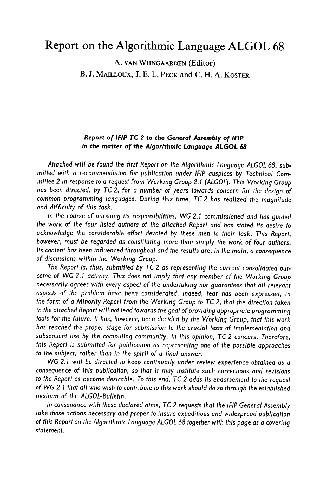 Report on the Algorithmic Language ALGOL 68
A. VAN WIJNGAARDEN (Editor)
B. J. MAILLOUX, J. E. L. PECK and C. H. A. KOSTER
Report of IFIP TC 2 to the General Assembly of IFIP
in the matter of the Algorithmic Language ALGOL 68
Attached will be found the first Report on the Algorithmic Language ALGOL 68, sub-
mitted with a recommendation for publication under IFIP auspices by Technical Com-
mittee 2 in response to a request from Working Group 2.1 (ALGOL). This Working Group
has been directed, by TC 2, for a number of years towards concern for the design of
common programming languages. During this time, TC 2 has realized the magnitude
and difficulty of this task.
In the course of pursuing its responsibilities, WG 2.1 commissioned and has guided
the work of the four listed authors of the attached Report and has stated its desire to
acknowledge the considerable effort devoted by these men to their task. This Report,
however, must be regarded as constituting more than simply the work of four authors.
Its content has been influenced throughout and the results are, in the main, a consequence
of discussions within the Working Group.
The Report is thus submitted by TC 2 as representing the current consolidated out-
come of WG 2.1 activity. This does not imply that every member of the Working Group
necessarily agrees with every aspect of the undertaking nor guarantees that all relevant
aspects of the problem have been considered. Indeed, fear has been expressed, in
the form of a Minority Report from the Working Group to TC 2, that the direction taken
in the attached Report will not lead towards the goal of providing appropriate programming
tools for the future. It has, however, been decided by the Working Group, that this work
has reached the proper stage for submission to the crucial tests of implementation and
subsequent use by the computing community. In this opinion, TC 2 concurs. Therefore,
this Report is submitted for publication as representing one of the possible approaches
to the subject, rather than in the spirit of a final answer.
WG 2.1 will be directed to keep continuously under review experience obtained as a
consequence of this publication, so that it may institute such corrections and revisions
to the Report as become desirable. To this end, TC 2 adds its endorsement to the request
of WG 2.1 that all who wish to contribute to this work should do so through the established
medium of the ALGOL-Bulletin.
In consonance with these declared aims, TC 2 requests that the IFIP General Assembly
take those actions necessary and proper to insure expeditious and widespread publication
of this Report on the Algorithmic Language ALGOL 68 together with this page as a covering
statement.